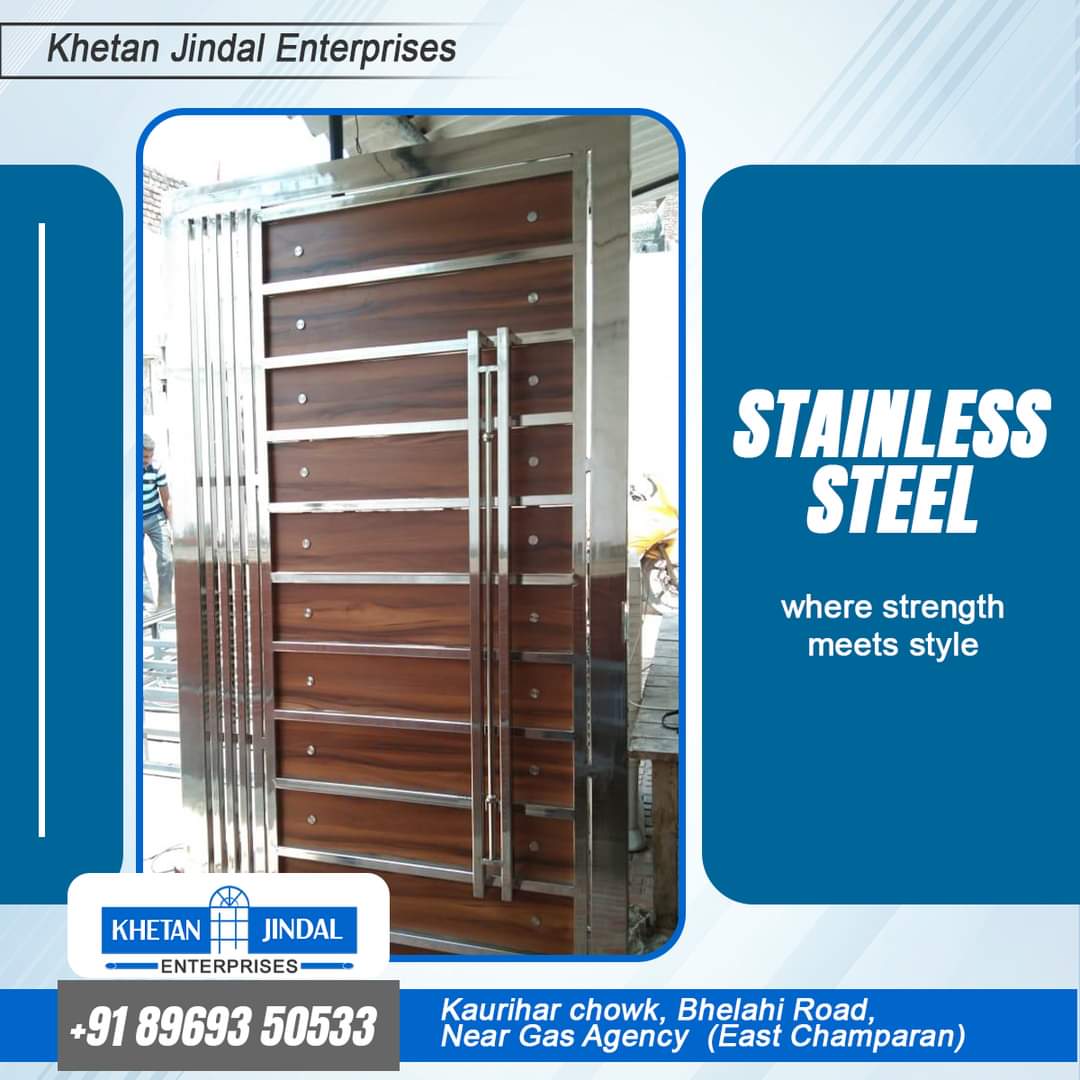 Khetan Jindal Enterprises
STAINLESS
STEEL
where strength
meets style
KHETAN JINDAL
ENTERPRISES
+91 89693 50533
Kaurihar chowk, Bhelahi Road,
Near Gas Agency (East Champaran)